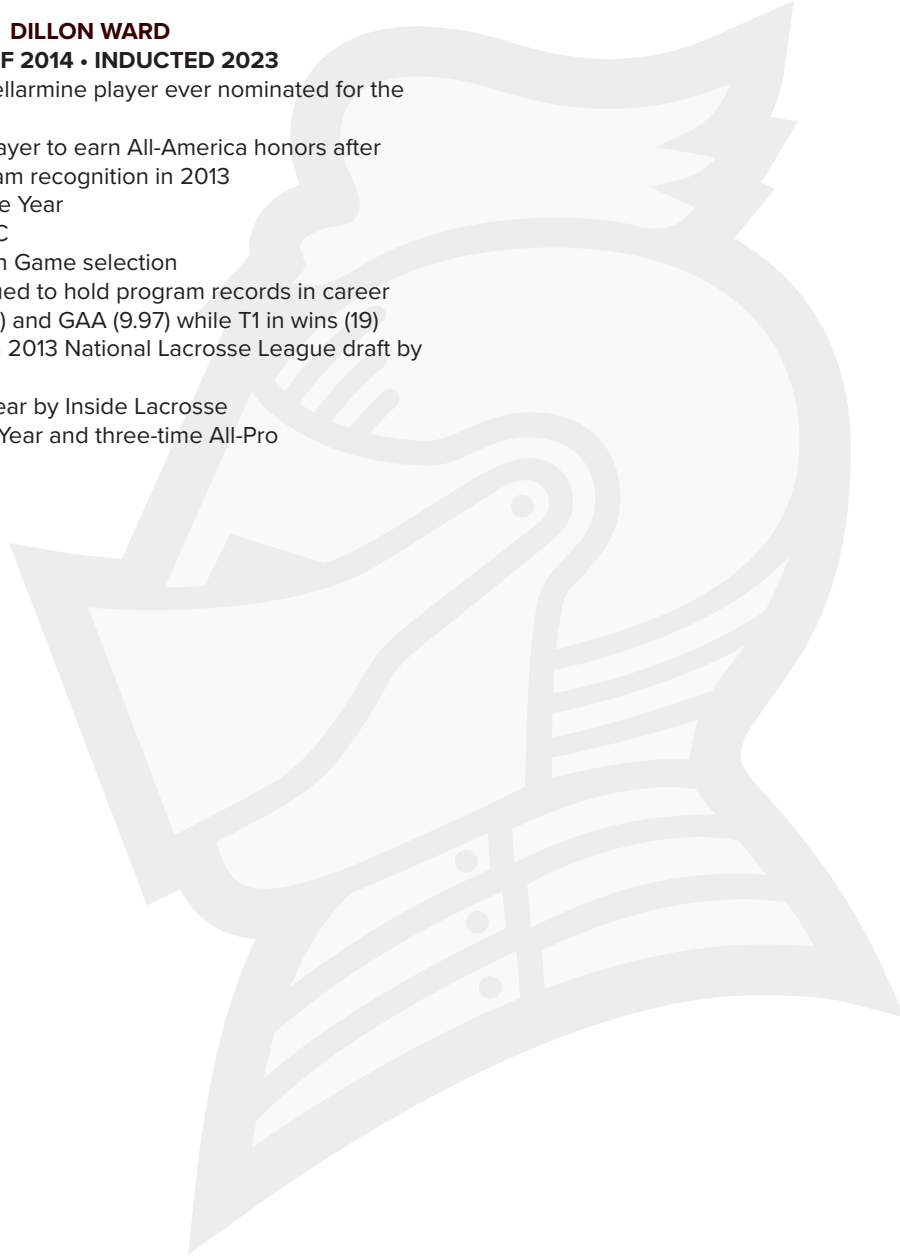 DILLON WARD
F 2014 • INDUCTED 2023
ellarmine player ever nominated for the
ayer to earn All-America honors after
am recognition in 2013
e Year
C
n Game selection
ued to hold program records in career
) and GAA (9.97) while T1 in wins (19)
2013 National Lacrosse League draft by
ear by Inside Lacrosse
Year and three-time All-Pro